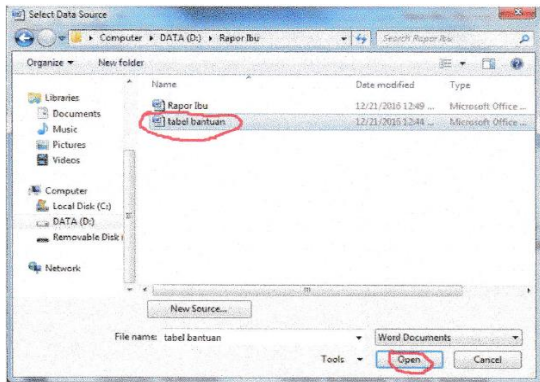 Select Data Source
Computer ▸ DATA (D:) ▸ Rapor Ibu
Search Rapor Ibu
Organize
New folder
Name
Date modified
Type
Libraries
Documents
Music
Pictures
Videos
Computer
Local Disk (C:)
DATA (D:)
Removable Disk
Network
Rapor Ibu
12/21/2016 12:49 ...
Microsoft Office ...
tabel bantuan
12/21/2016 12:44 ...
Microsoft Office ...
New Source...
File name:
tabel bantuan
Word Documents
Tools
Open
Cancel